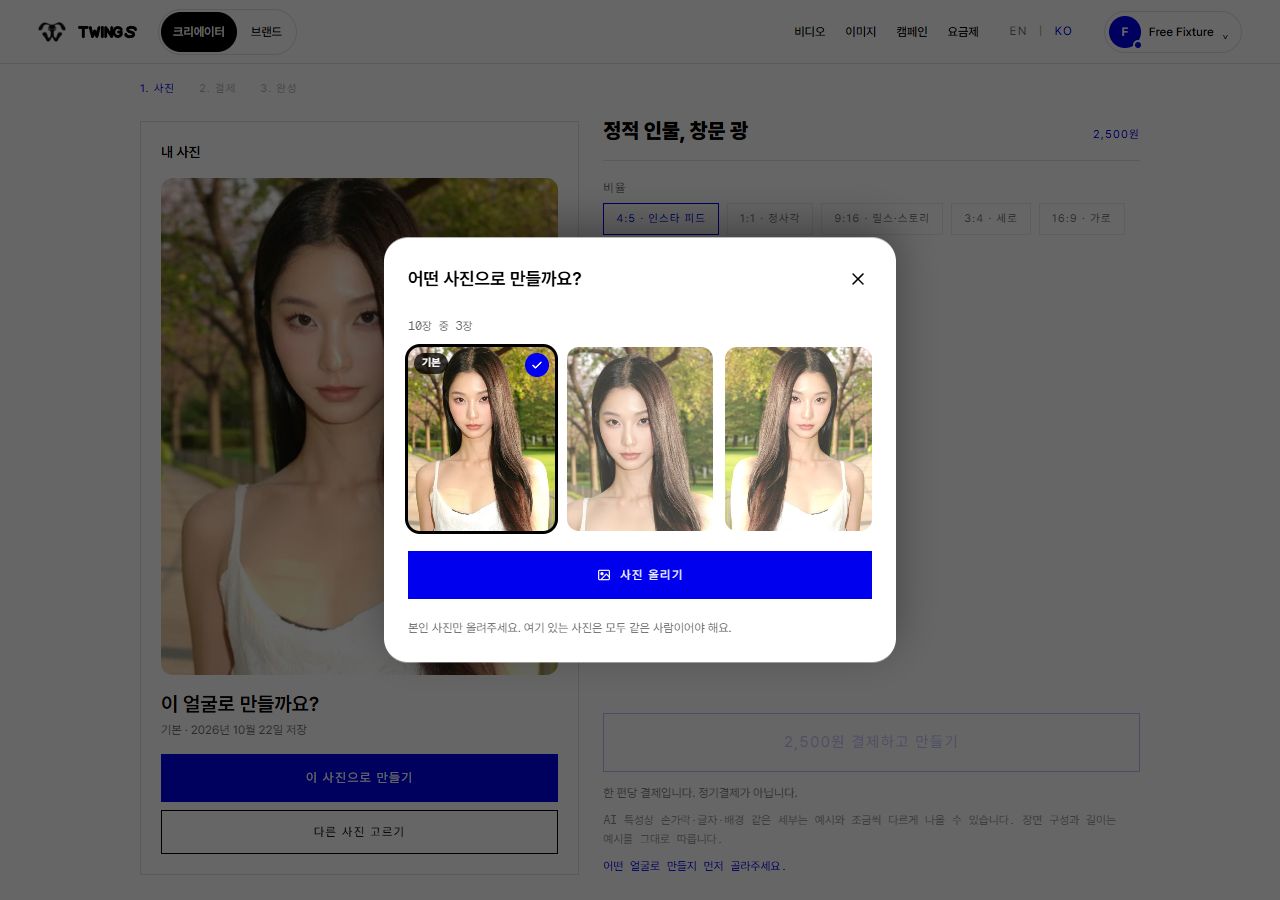 TWINGS
크리에이터
브랜드
비디오
이미지
캠페인
요금제
EN | KO
F
Free Fixture
1. 사진
2. 결제
3. 완성
내 사진
이 얼굴로 만들까요?
기본 · 2026년 10월 22일 저장
이 사진으로 만들기
다른 사진 고르기
정적 인물, 창문 광
2,500원
비율
4:5 · 인스타 피드
1:1 · 정사각
9:16 · 릴스·스토리
3:4 · 세로
16:9 · 가로
어떤 사진으로 만들까요?
10장 중 3장
기본
사진 올리기
본인 사진만 올려주세요. 여기 있는 사진은 모두 같은 사람이어야 해요.
2,500원 결제하고 만들기
한 편당 결제입니다. 정기결제가 아닙니다.
AI 특성상 손가락·글자·배경 같은 세부는 예시와 조금씩 다르게 나올 수 있습니다. 장면 구성과 길이는
예시를 그대로 따릅니다.
어떤 얼굴로 만들지 먼저 골라주세요.